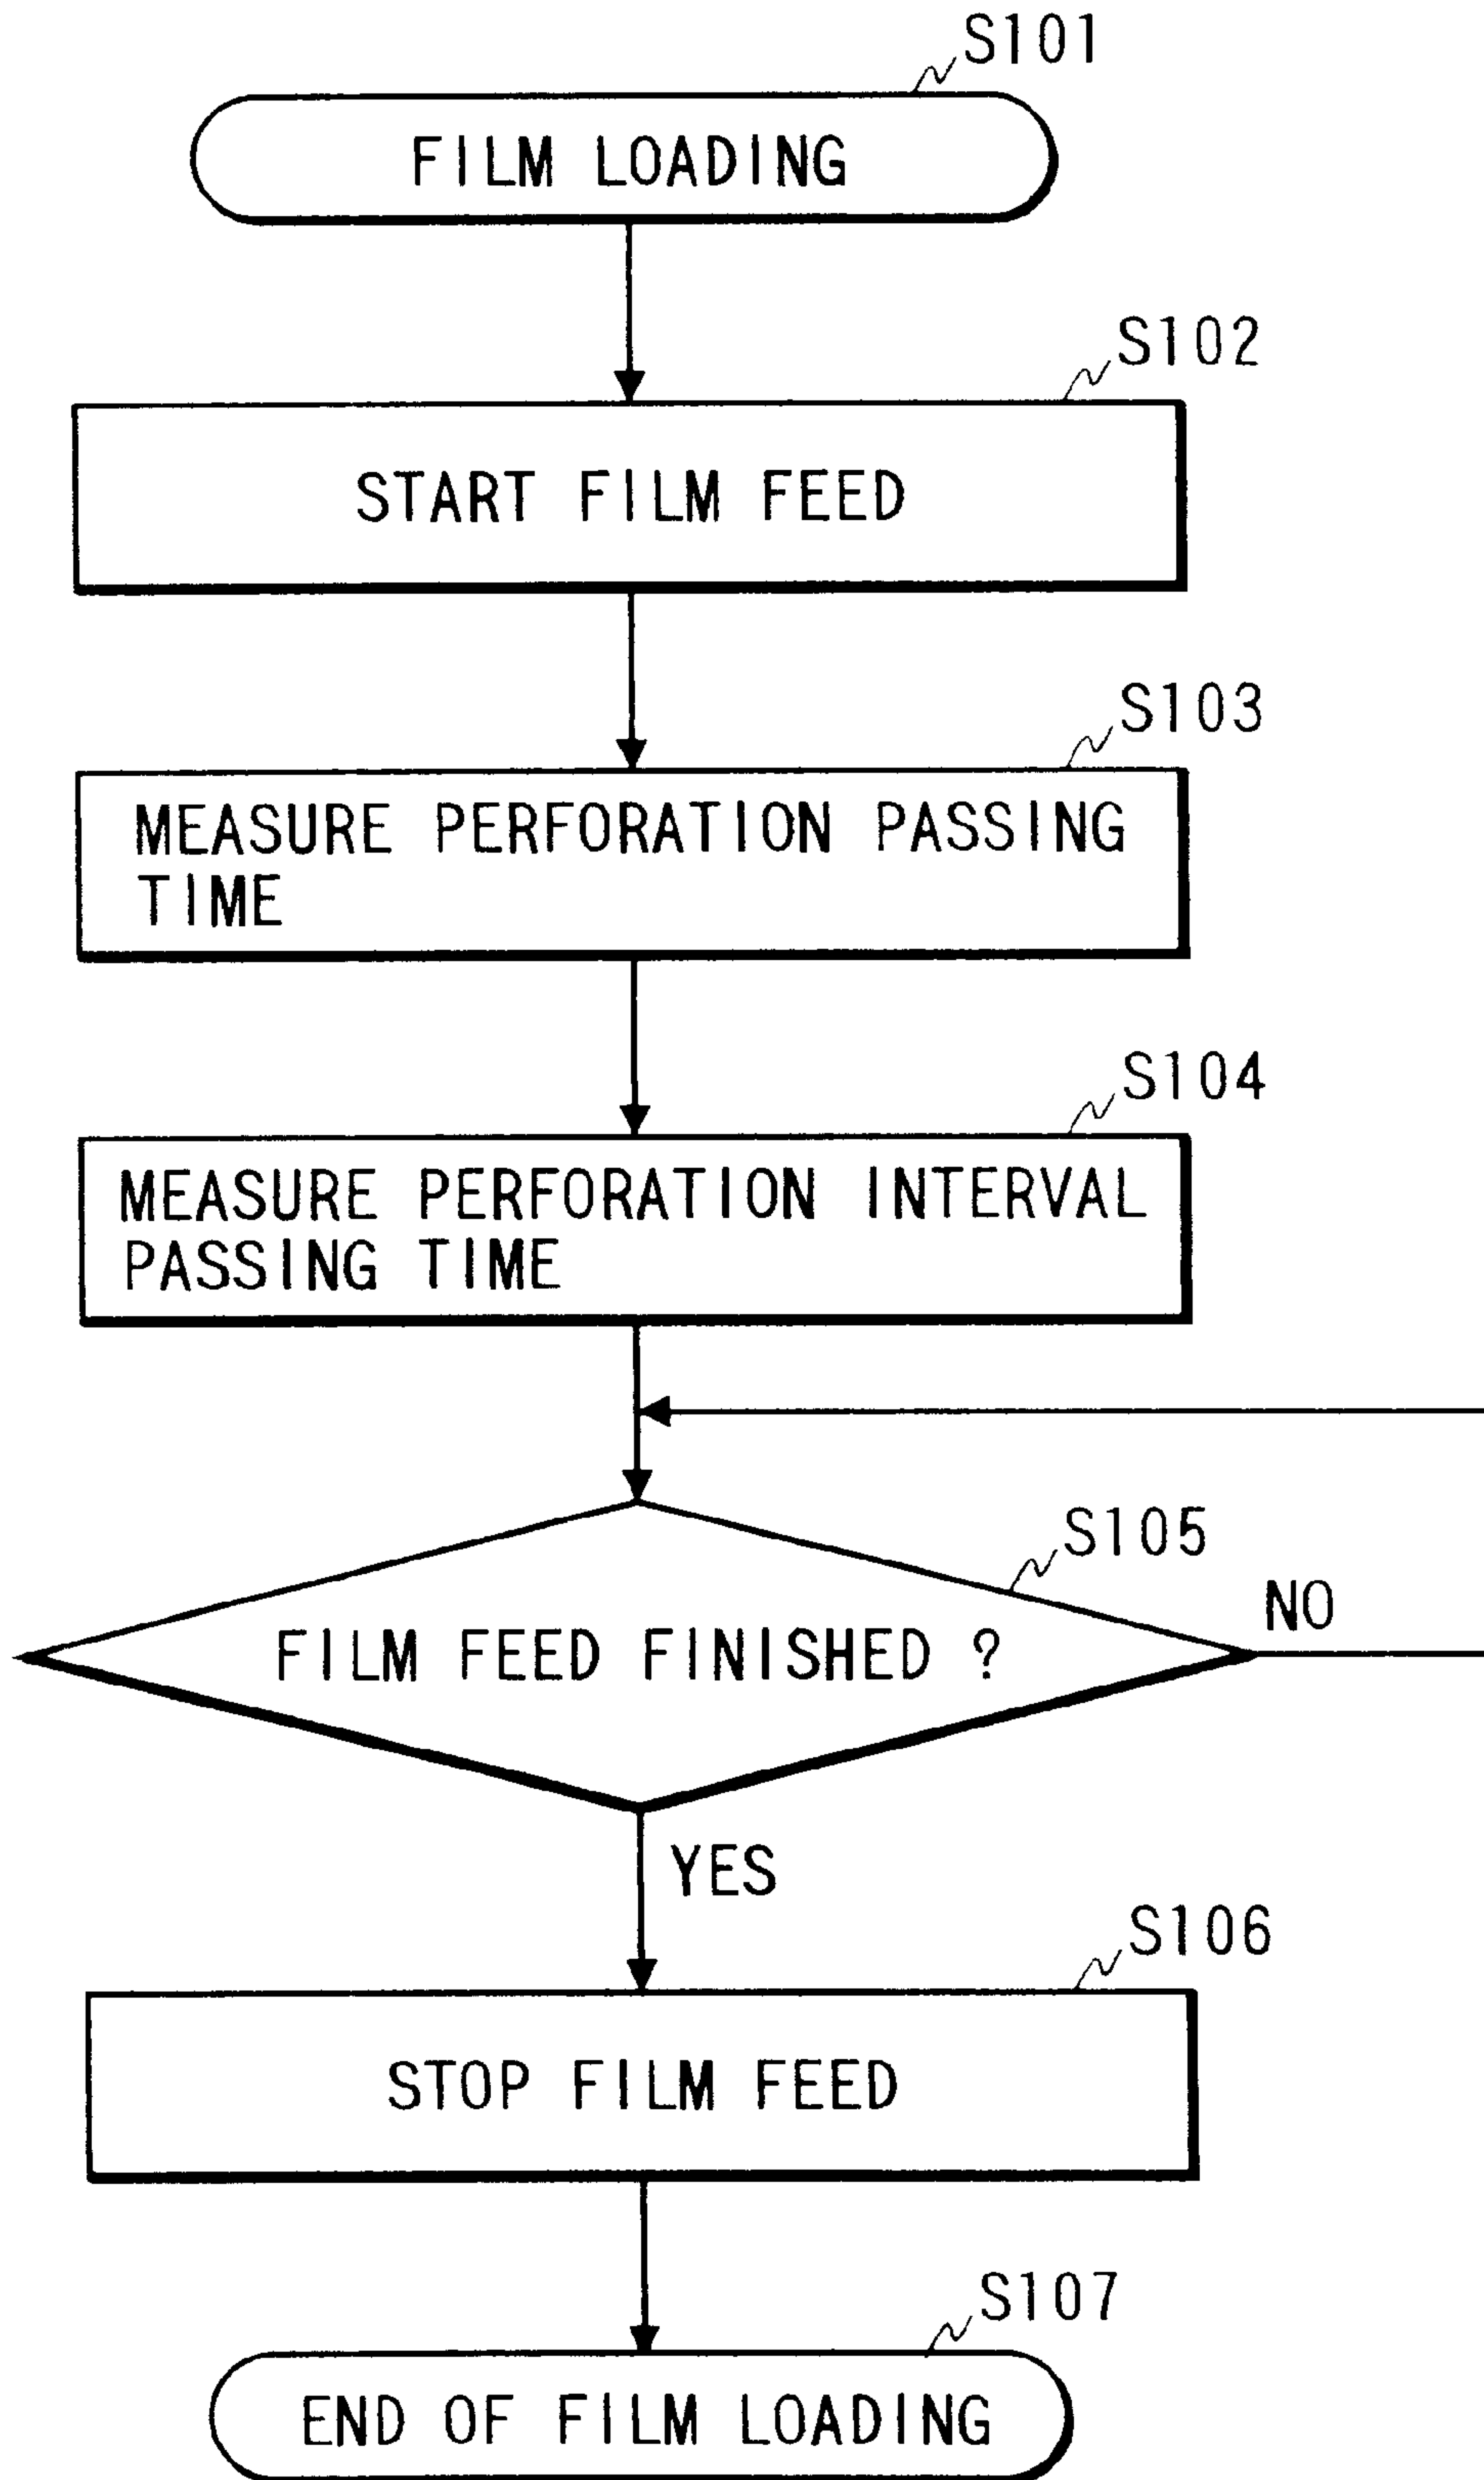 S101
FILM LOADING
S102
START FILM FEED
S103
MEASURE PERFORATION PASSING
TIME
S104
MEASURE PERFORATION INTERVAL
PASSING TIME
S105
NO
FILM FEED FINISHED ?
YES
S106
STOP FILM FEED
S107
END OF FILM LOADING